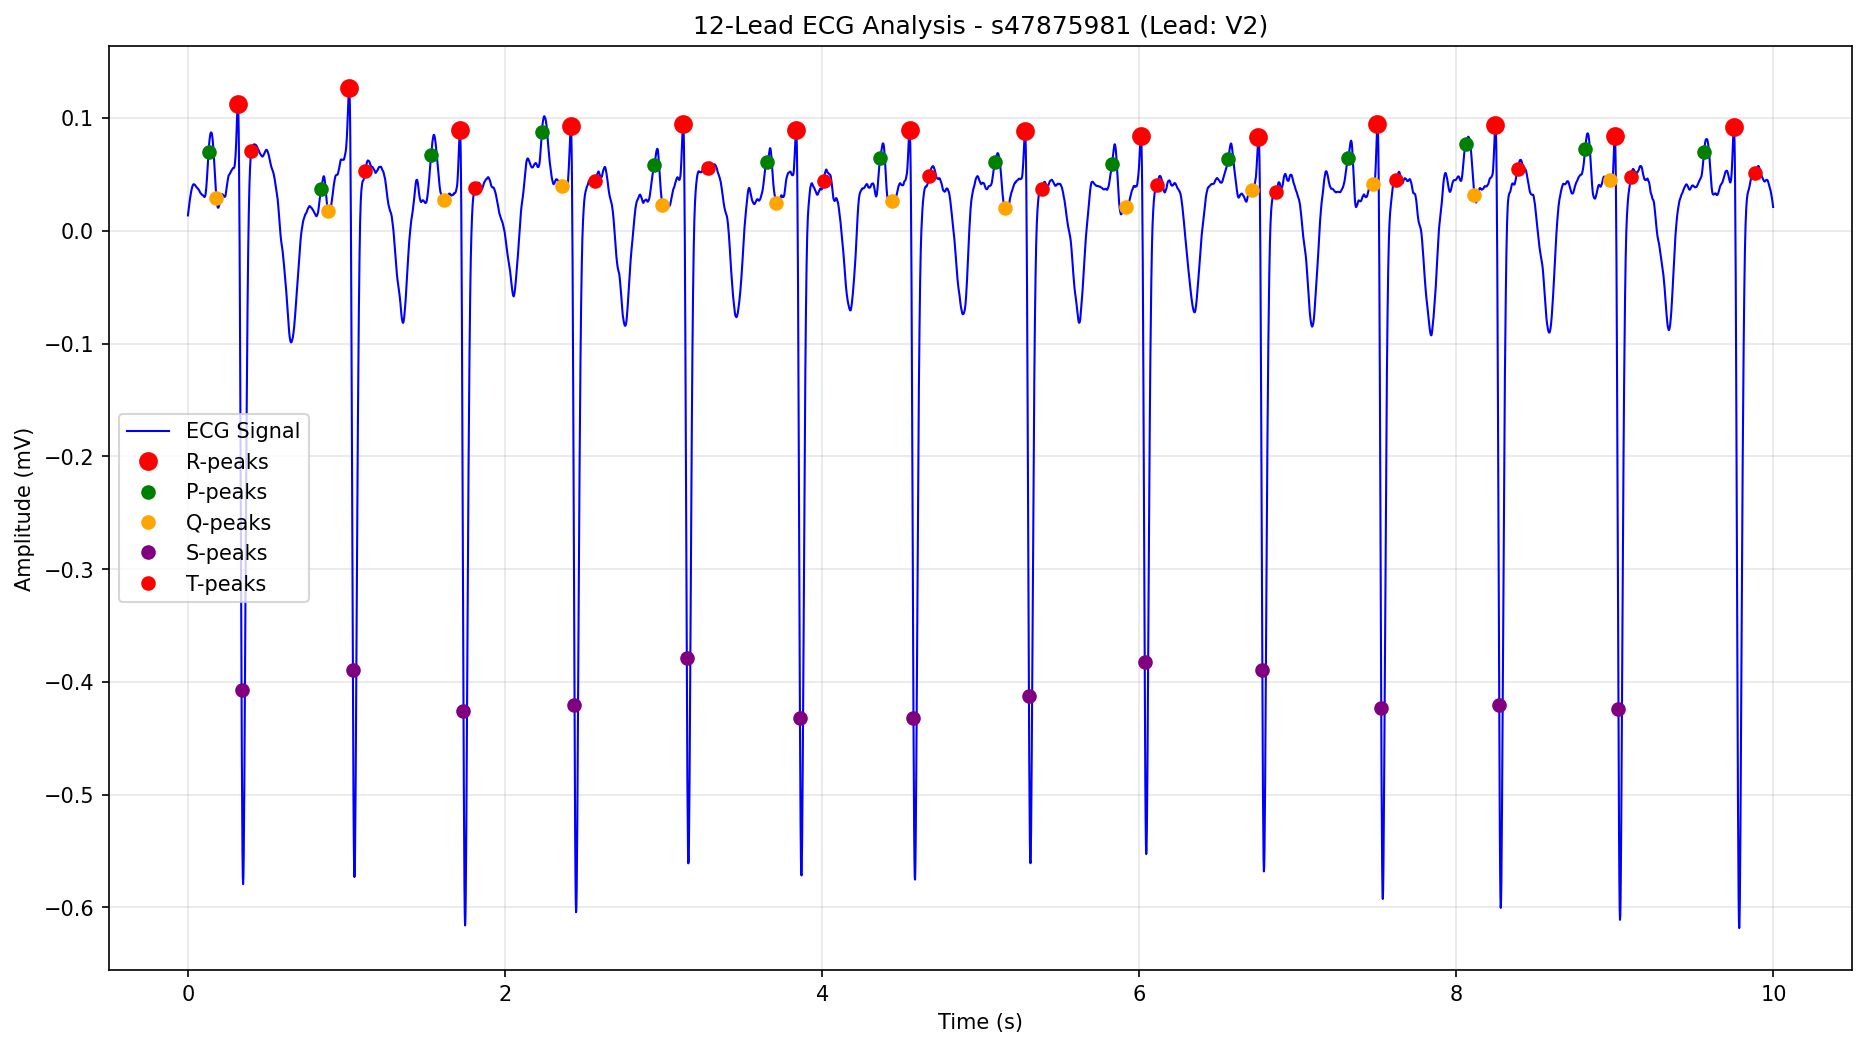 12-Lead ECG Analysis - s47875981 (Lead: V2)
0.1
0.0
−0.1
−0.2
−0.3
−0.4
−0.5
−0.6
Amplitude (mV)
ECG Signal
R-peaks
P-peaks
Q-peaks
S-peaks
T-peaks
0 2 4 6 8 10
Time (s)